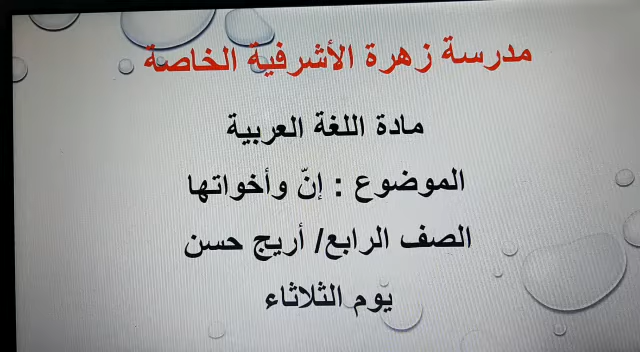 مدرسة زهرة الأشرفية الخاصة
مادة اللغة العربية
الموضوع : إنّ وأخواتها
الصف الرابع/ أريج حسن
يوم الثلاثاء